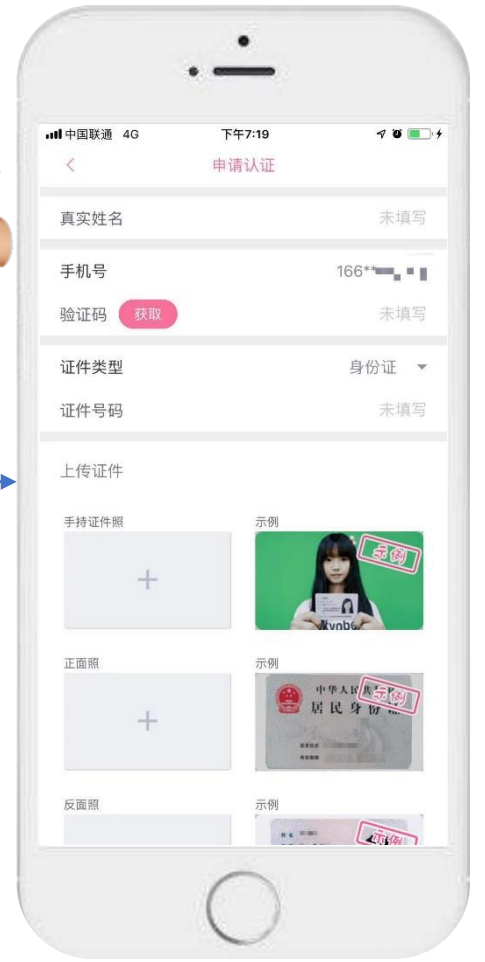 中国联通 4G 下午7:19
申请认证
真实姓名 未填写
手机号 166**
验证码 获取 未填写
证件类型 身份证
证件号码 未填写
上传证件
手持证件照 示例
示例
正面照 示例
示例
中华人民共
居民身份
反面照 示例
示例